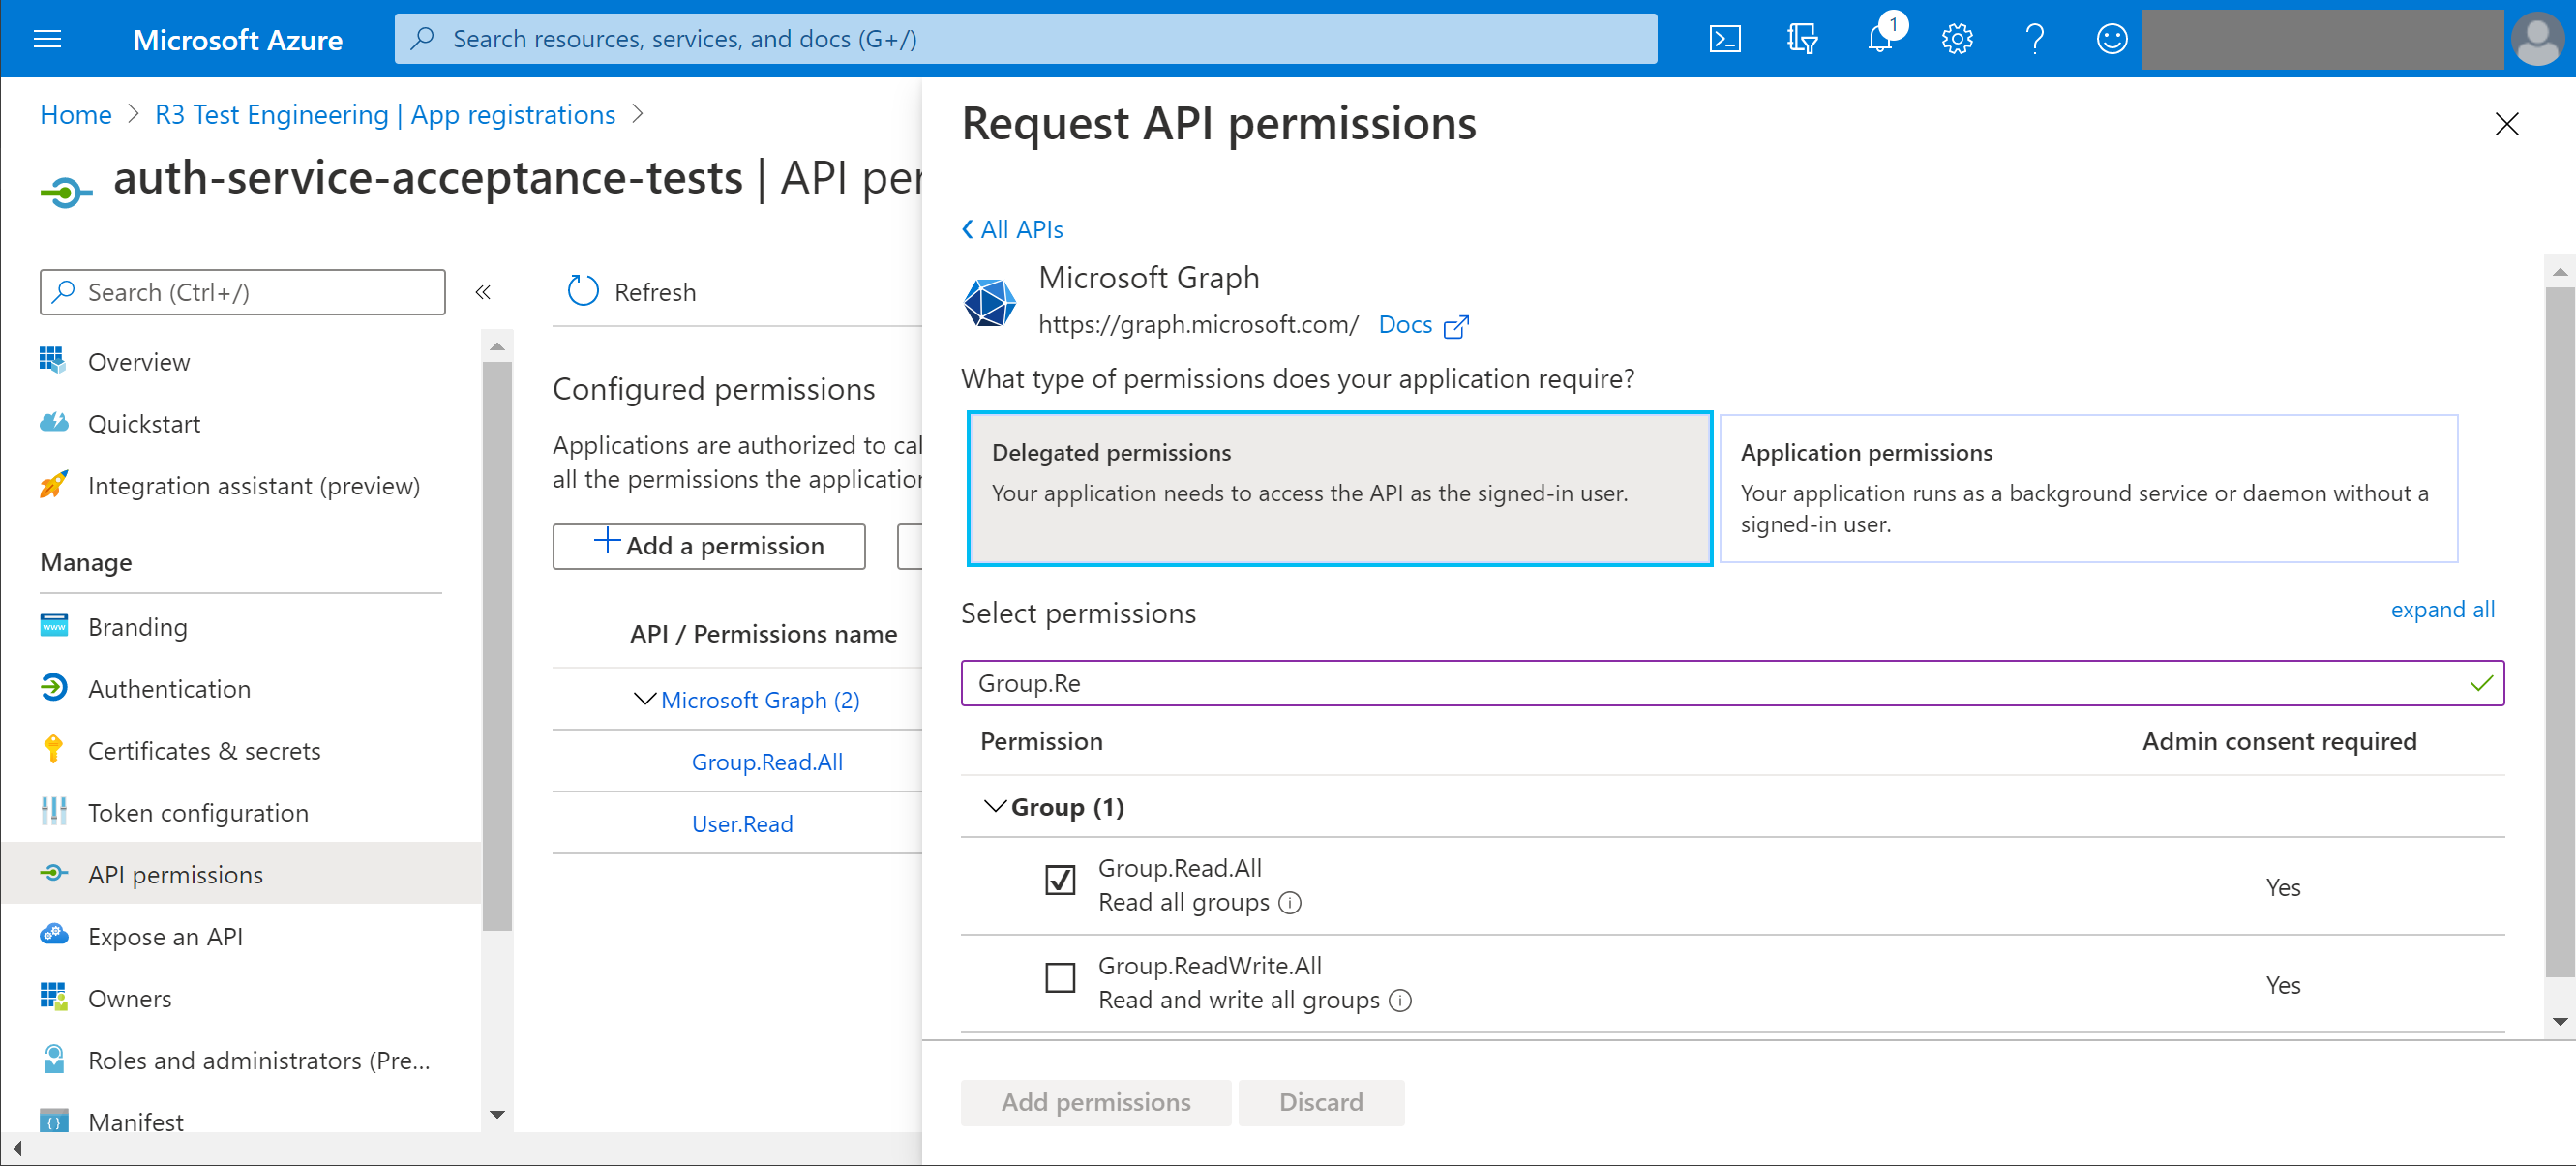 Microsoft Azure
Search resources, services, and docs (G+/)
1
Home > R3 Test Engineering | App registrations >
auth-service-acceptance-tests | API per
Search (Ctrl+/)
«
Overview
Quickstart
Integration assistant (preview)
Manage
Branding
Authentication
Certificates & secrets
Token configuration
API permissions
Expose an API
Owners
Roles and administrators (Pre...
Manifest
Refresh
Configured permissions
Applications are authorized to cal
all the permissions the application
+ Add a permission
API / Permissions name
Microsoft Graph (2)
Group.Read.All
User.Read
Request API permissions
All APIs
Microsoft Graph
https://graph.microsoft.com/ Docs
What type of permissions does your application require?
Delegated permissions
Your application needs to access the API as the signed-in user.
Application permissions
Your application runs as a background service or daemon without a
signed-in user.
Select permissions
expand all
Group.Re
Permission Admin consent required
Group (1)
Group.Read.All
Read all groups
Yes
Group.ReadWrite.All
Read and write all groups
Yes
Add permissions Discard